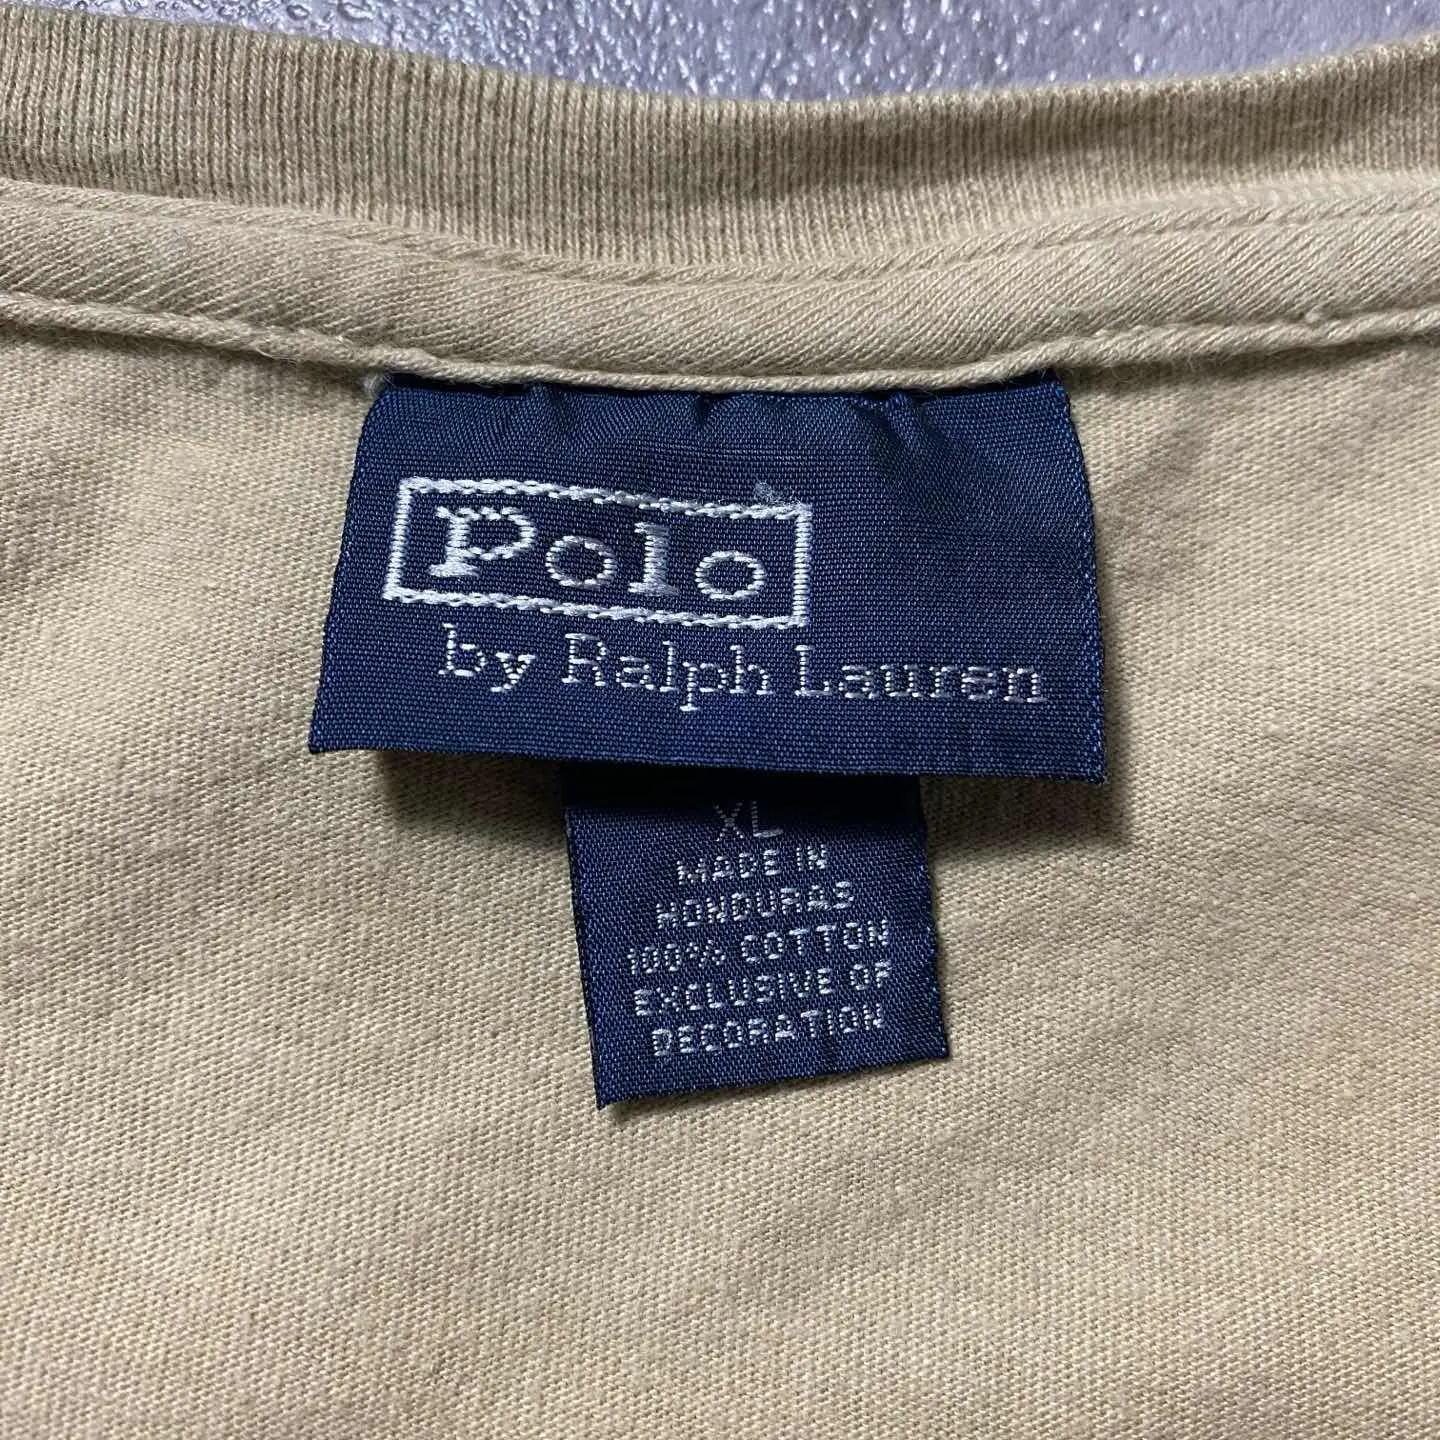 Polo
by Ralph Lauren
XL
MADE IN
HONDURAS
100% COTTON
EXCLUSIVE OF
DECORATION